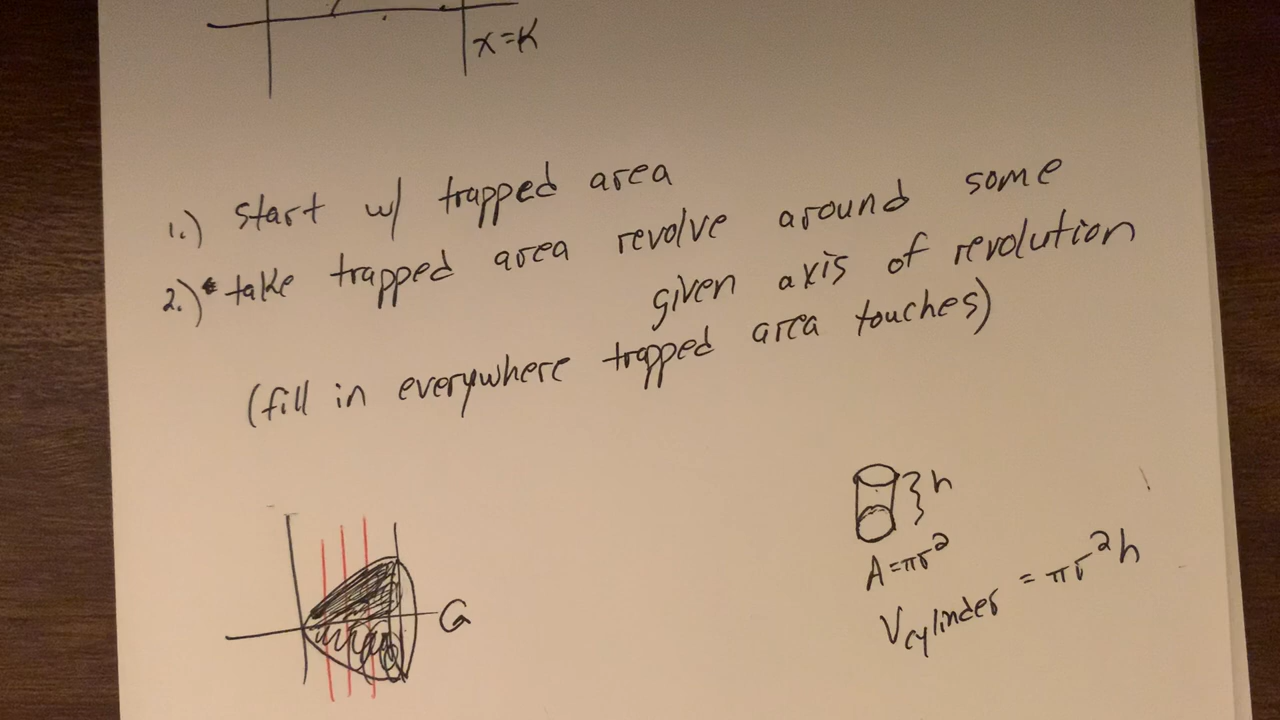 x=K
1.) start w/ trapped area
2.) take trapped area revolve around some
given axis of revolution
(fill in everywhere trapped area touches)
h
A=πr²
Vcylinder = πr²h